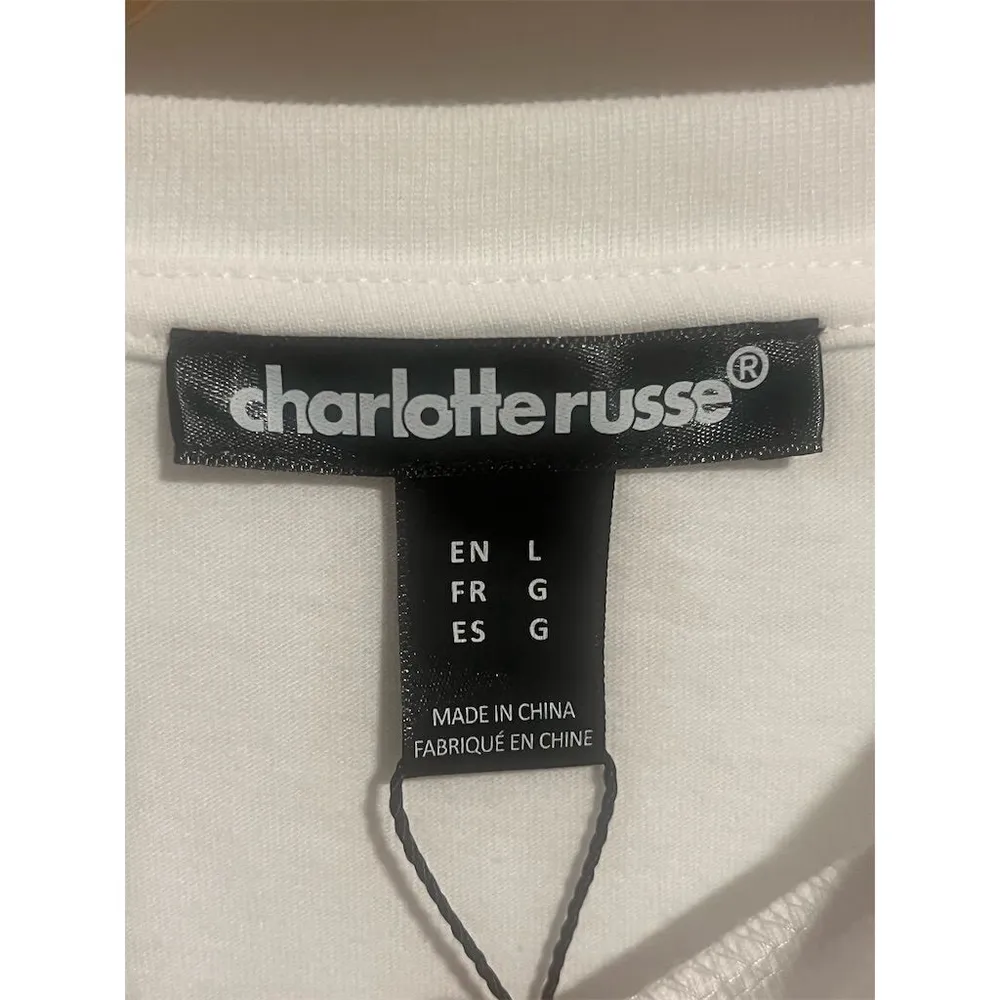 charlotte russe®
EN L
FR G
ES G
MADE IN CHINA
FABRIQUÉ EN CHINE